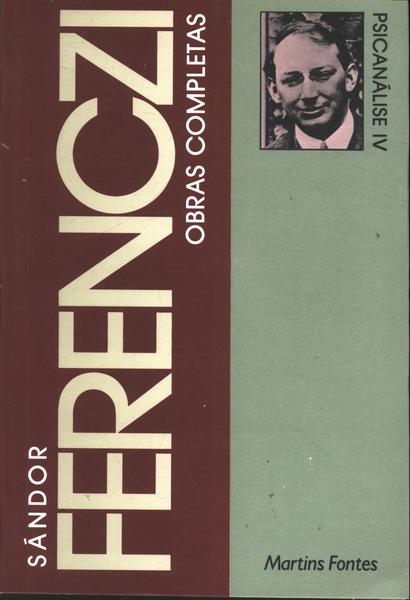 SÁNDOR
FERENCZI
OBRAS COMPLETAS
PSICANÁLISE IV
Martins Fontes